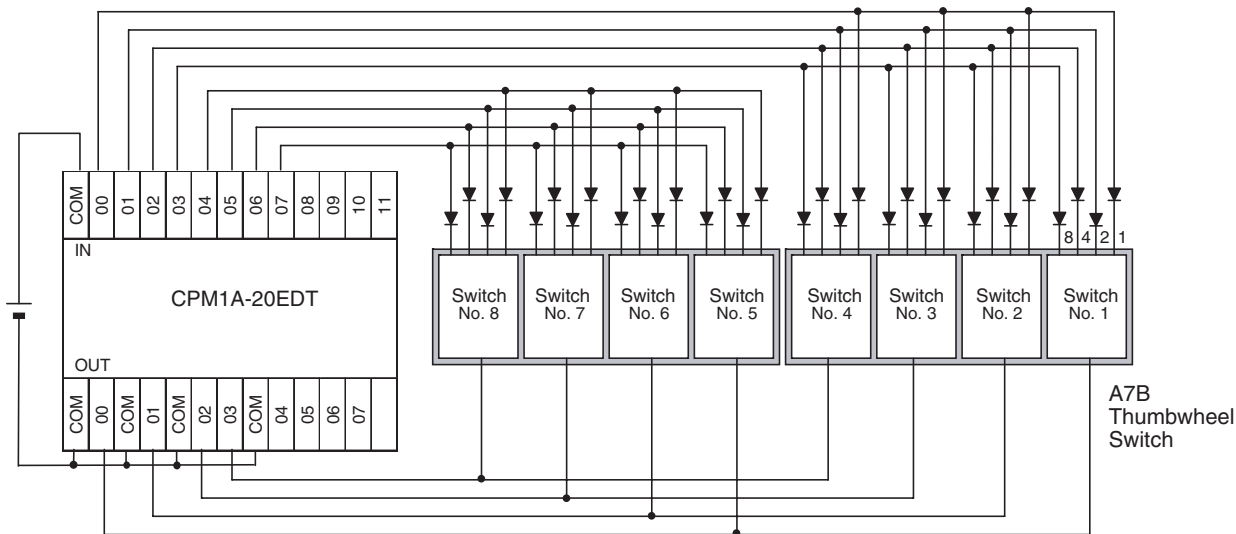 COM 00 01 02 03 04 05 06 07 08 09 10 11
IN
CPM1A-20EDT
OUT
COM 00 COM 01 COM 02 03 COM 04 05 06 07
8 4 2 1
Switch
No. 8
Switch
No. 7
Switch
No. 6
Switch
No. 5
Switch
No. 4
Switch
No. 3
Switch
No. 2
Switch
No. 1
A7B
Thumbwheel
Switch